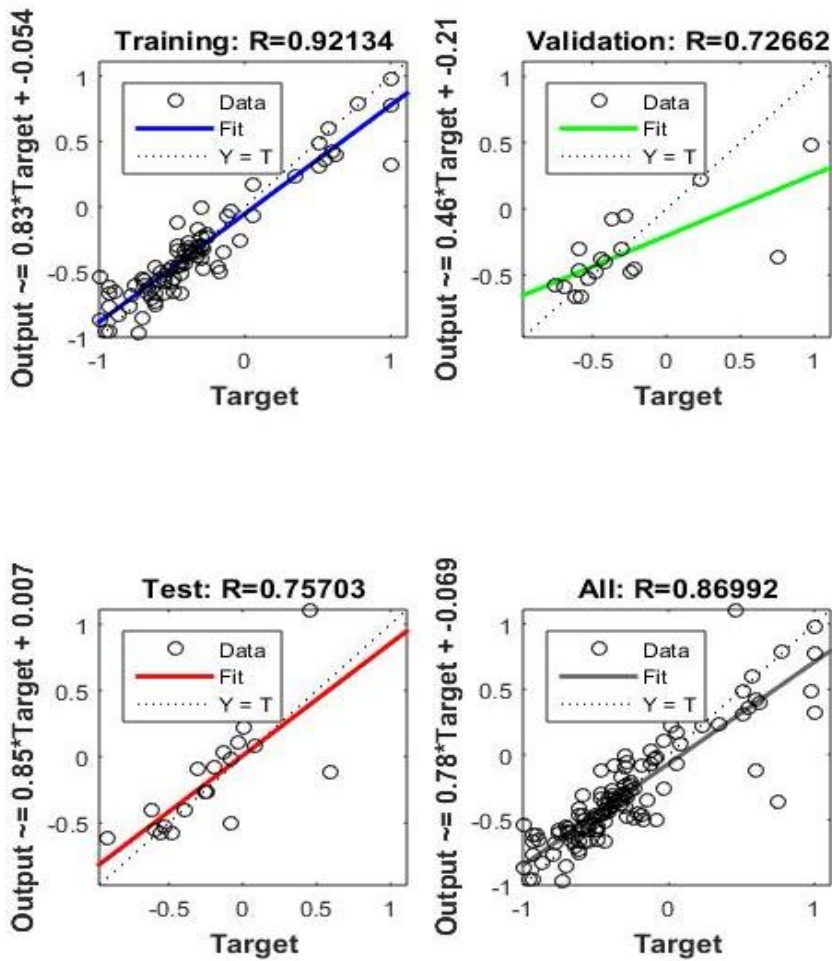 Training: R=0.92134
Output ~= 0.83*Target + -0.054
1
0.5
0
-0.5
-1
Data
Fit
Y = T
-1
0
1
Target
Validation: R=0.72662
Output ~= 0.46*Target + -0.21
1
0.5
0
-0.5
Data
Fit
Y = T
-0.5
0
0.5
1
Target
Test: R=0.75703
Output ~= 0.85*Target + 0.007
1
0.5
0
-0.5
Data
Fit
Y = T
-0.5
0
0.5
1
Target
All: R=0.86992
Output ~= 0.78*Target + -0.069
1
0.5
0
-0.5
-1
Data
Fit
Y = T
-1
0
1
Target